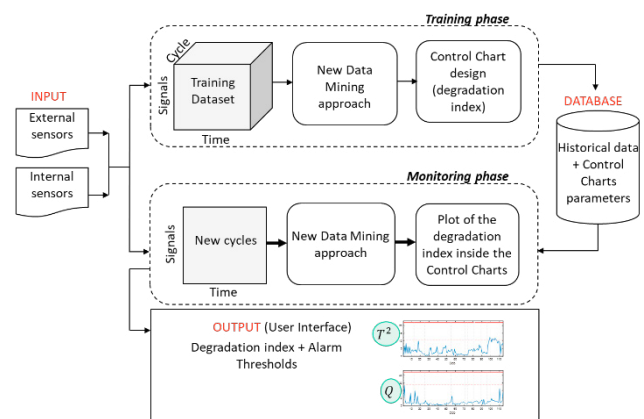 Training phase
Cycle
Signals
Training
Dataset
Time
New Data
Mining
approach
Control Chart
design
(degradation
index)
INPUT
External
sensors
Internal
sensors
DATABASE
Historical data
+ Control
Charts
parameters
Monitoring phase
Signals
New cycles
Time
New Data Mining
approach
Plot of the
degradation
index inside the
Control Charts
OUTPUT (User Interface)
Degradation index + Alarm
Thresholds
T²
Q